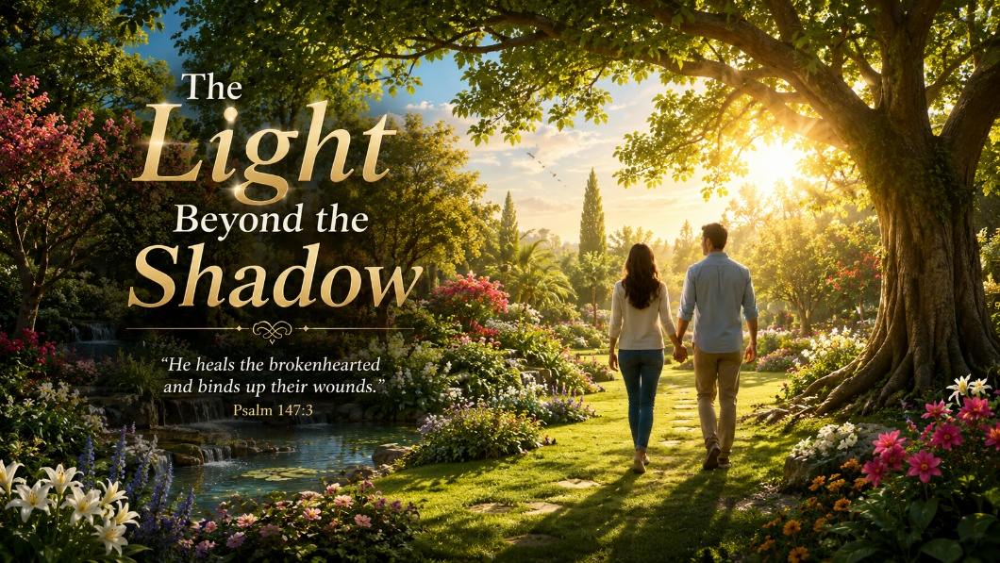 The
Light
Beyond the
Shadow
“He heals the brokenhearted
and binds up their wounds.”
Psalm 147:3